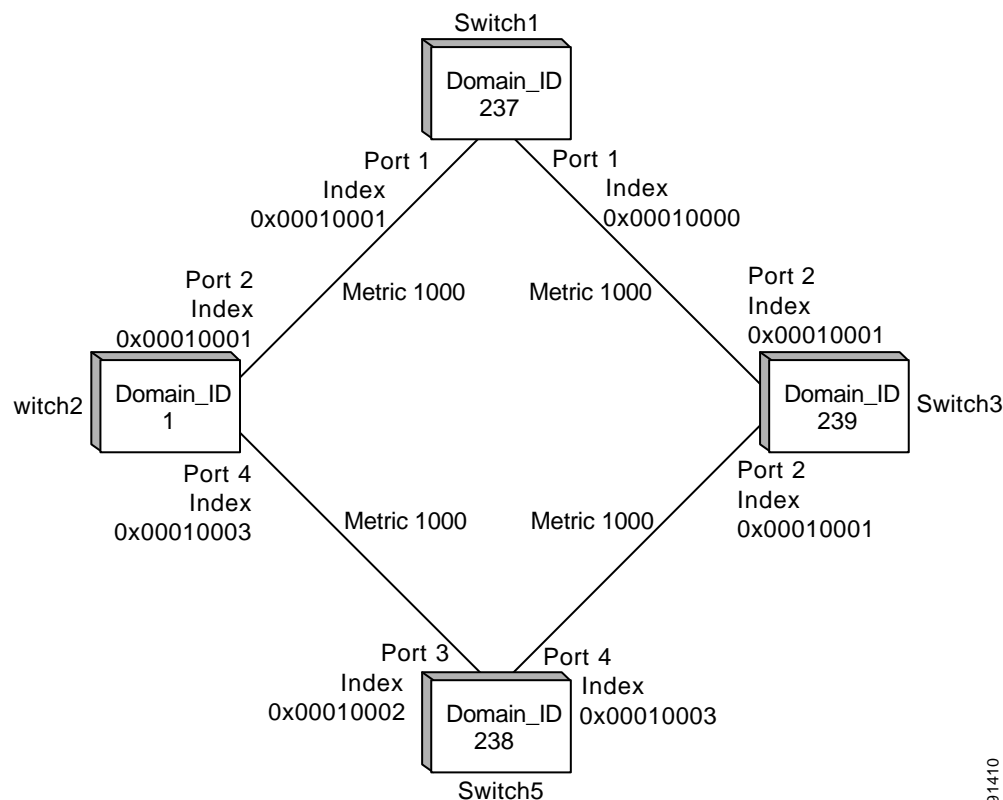 Switch1
Domain_ID
237
Port 1
Index
0x00010001
Port 1
Index
0x00010000
Metric 1000
Metric 1000
Port 2
Index
0x00010001
Port 2
Index
0x00010001
witch2
Domain_ID
1
Domain_ID
239
Switch3
Port 4
Index
0x00010003
Port 2
Index
0x00010001
Metric 1000
Metric 1000
Port 3
Index
0x00010002
Port 4
Index
0x00010003
Domain_ID
238
Switch5